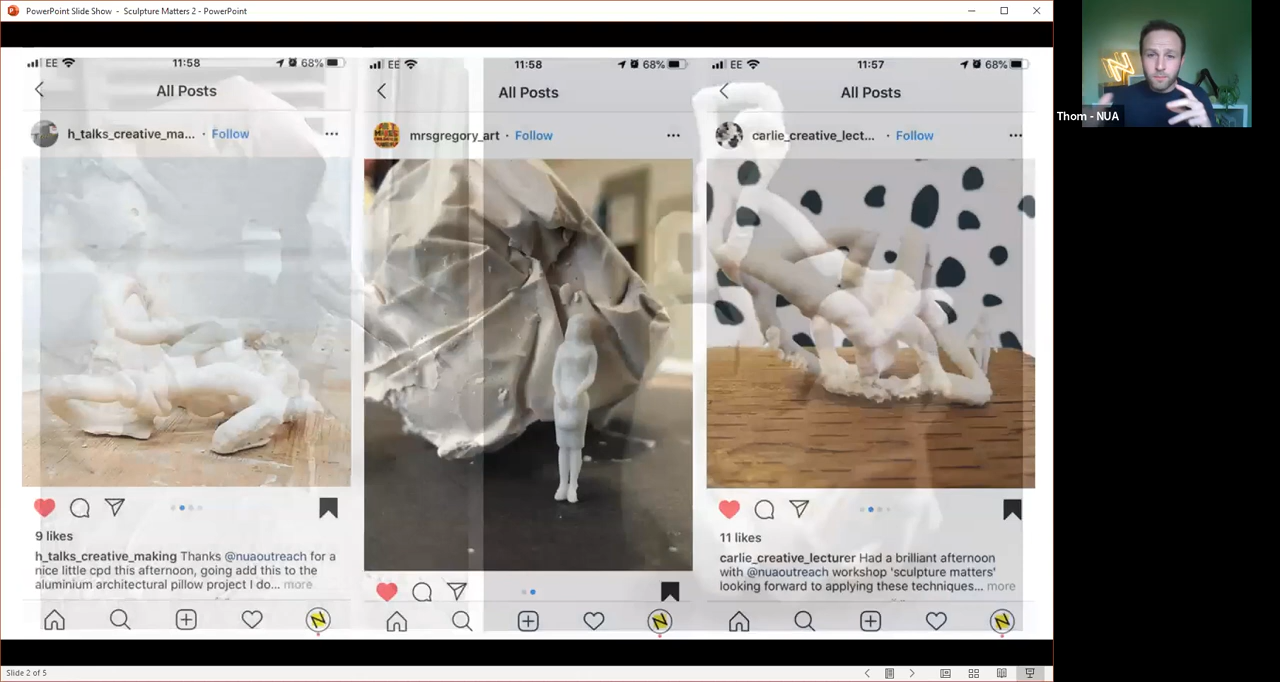 PowerPoint Slide Show - Sculpture Matters 2 - PowerPoint
EE 11:58 68%
All Posts
h_talks_creative_ma... · Follow
9 likes
h_talks_creative_making Thanks @nuaoutreach for a
nice little cpd this afternoon, going add this to the
aluminium architectural pillow project I do... more
EE 11:58 68%
All Posts
mrsgregory_art · Follow
EE 11:57 68%
All Posts
carlie_creative_lect... · Follow
11 likes
carlie_creative_lecturer Had a brilliant afternoon
with @nuaoutreach workshop 'sculpture matters'
looking forward to applying these techniques... more
Thom - NUA
Slide 2 of 5